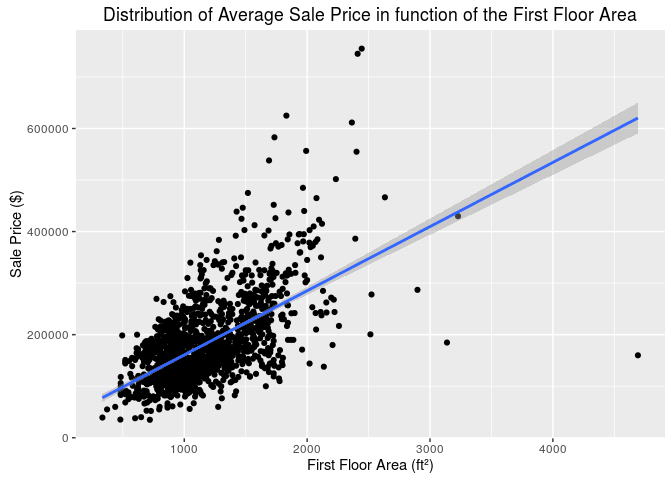 Distribution of Average Sale Price in function of the First Floor Area
Sale Price ($)
600000
400000
200000
0
1000 2000 3000 4000
First Floor Area (ft²)